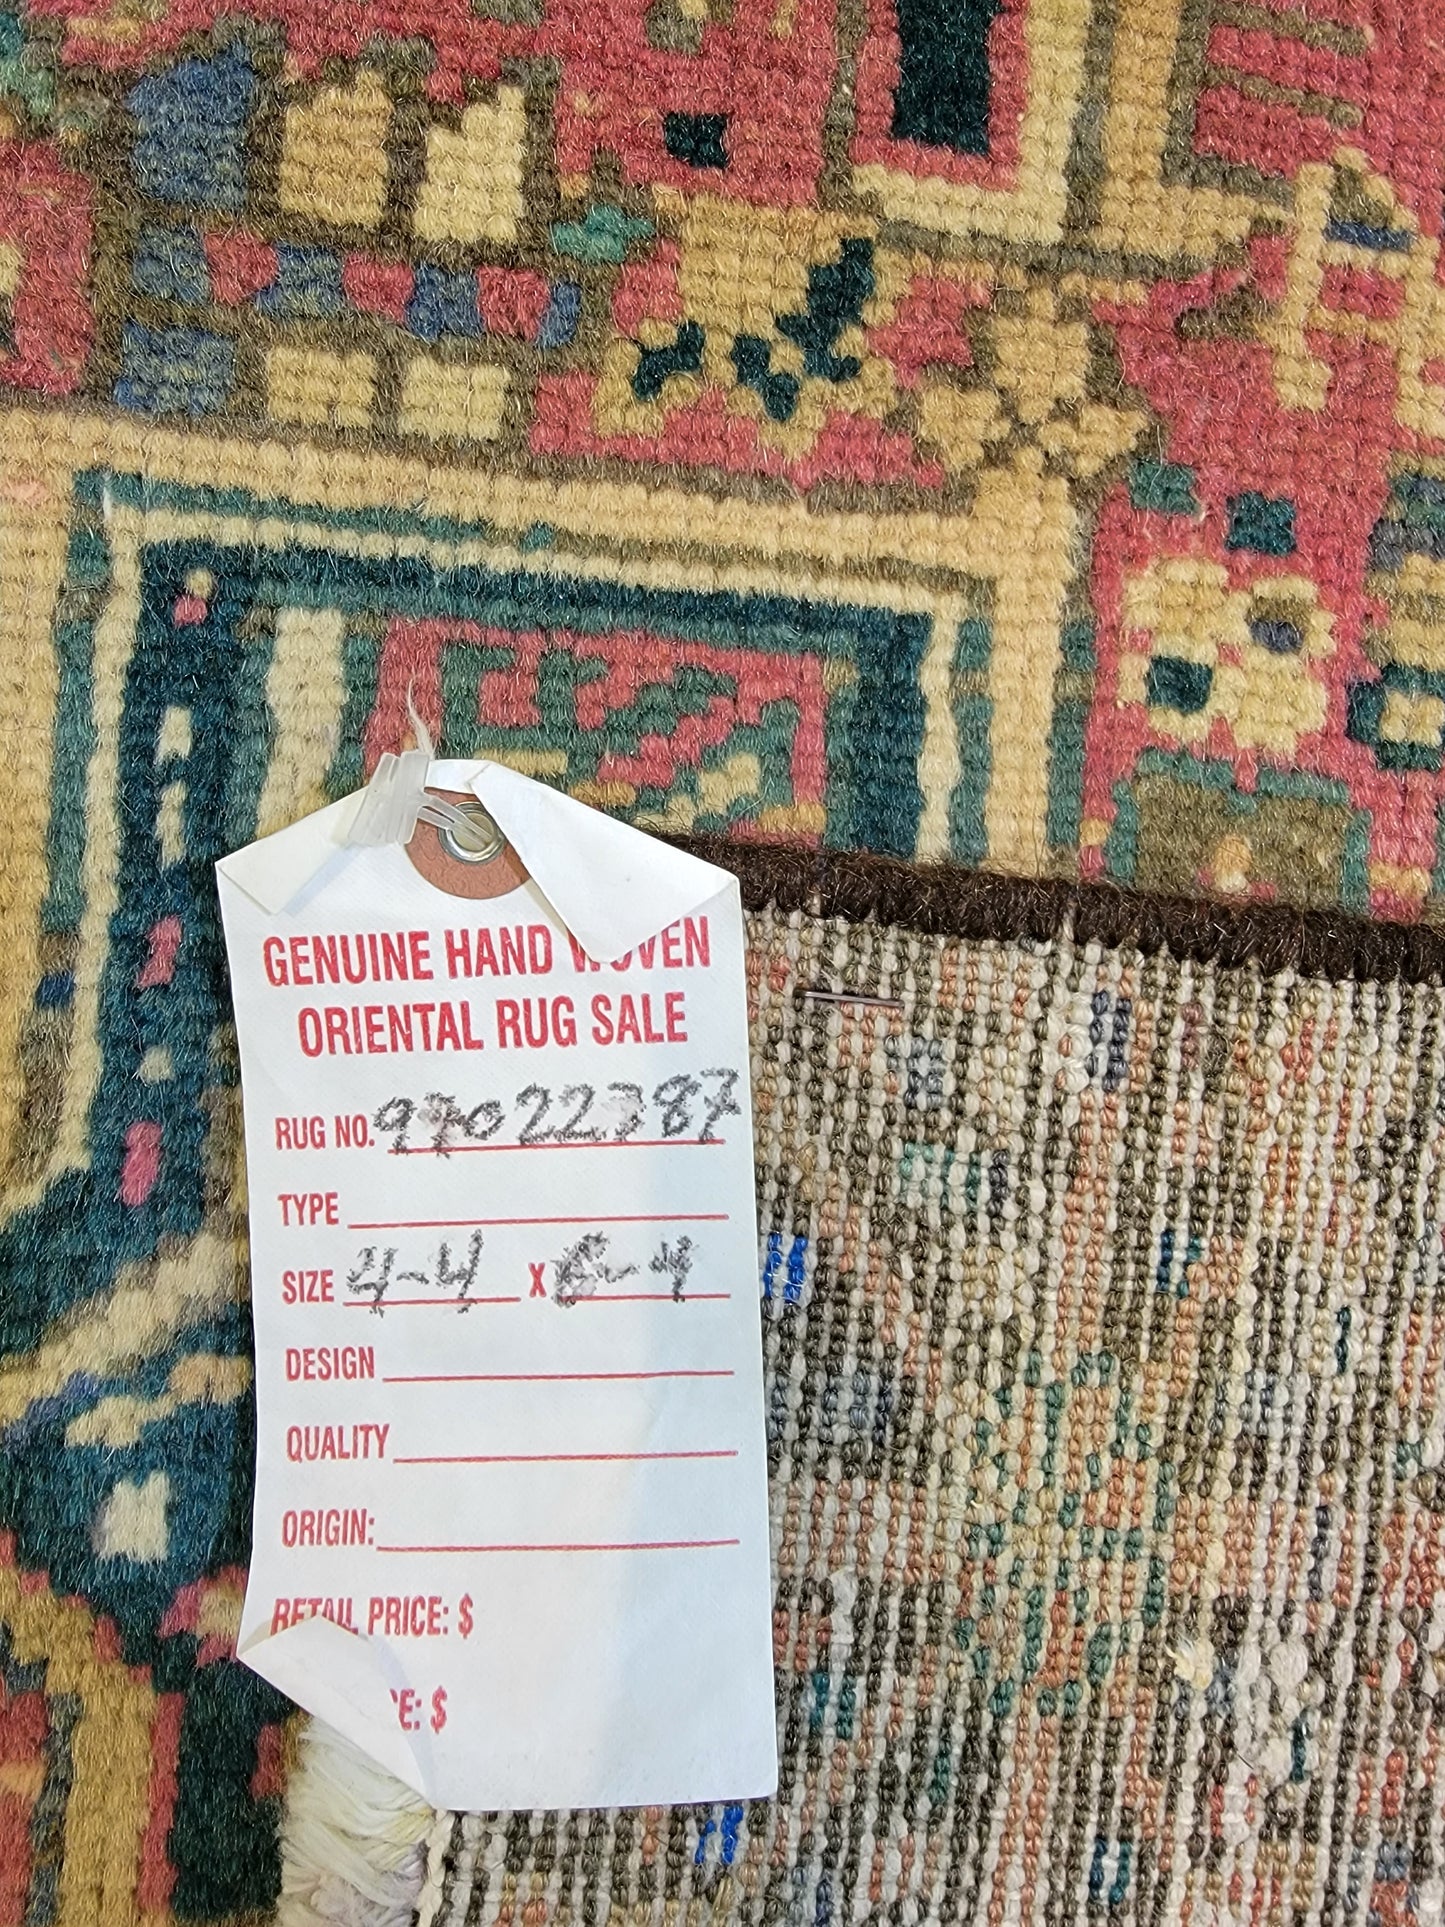 GENUINE HAND WOVEN
ORIENTAL RUG SALE
RUG NO. 97022387
TYPE
SIZE 4-4 X 6-4
DESIGN
QUALITY
ORIGIN:
RETAIL PRICE: $
E: $